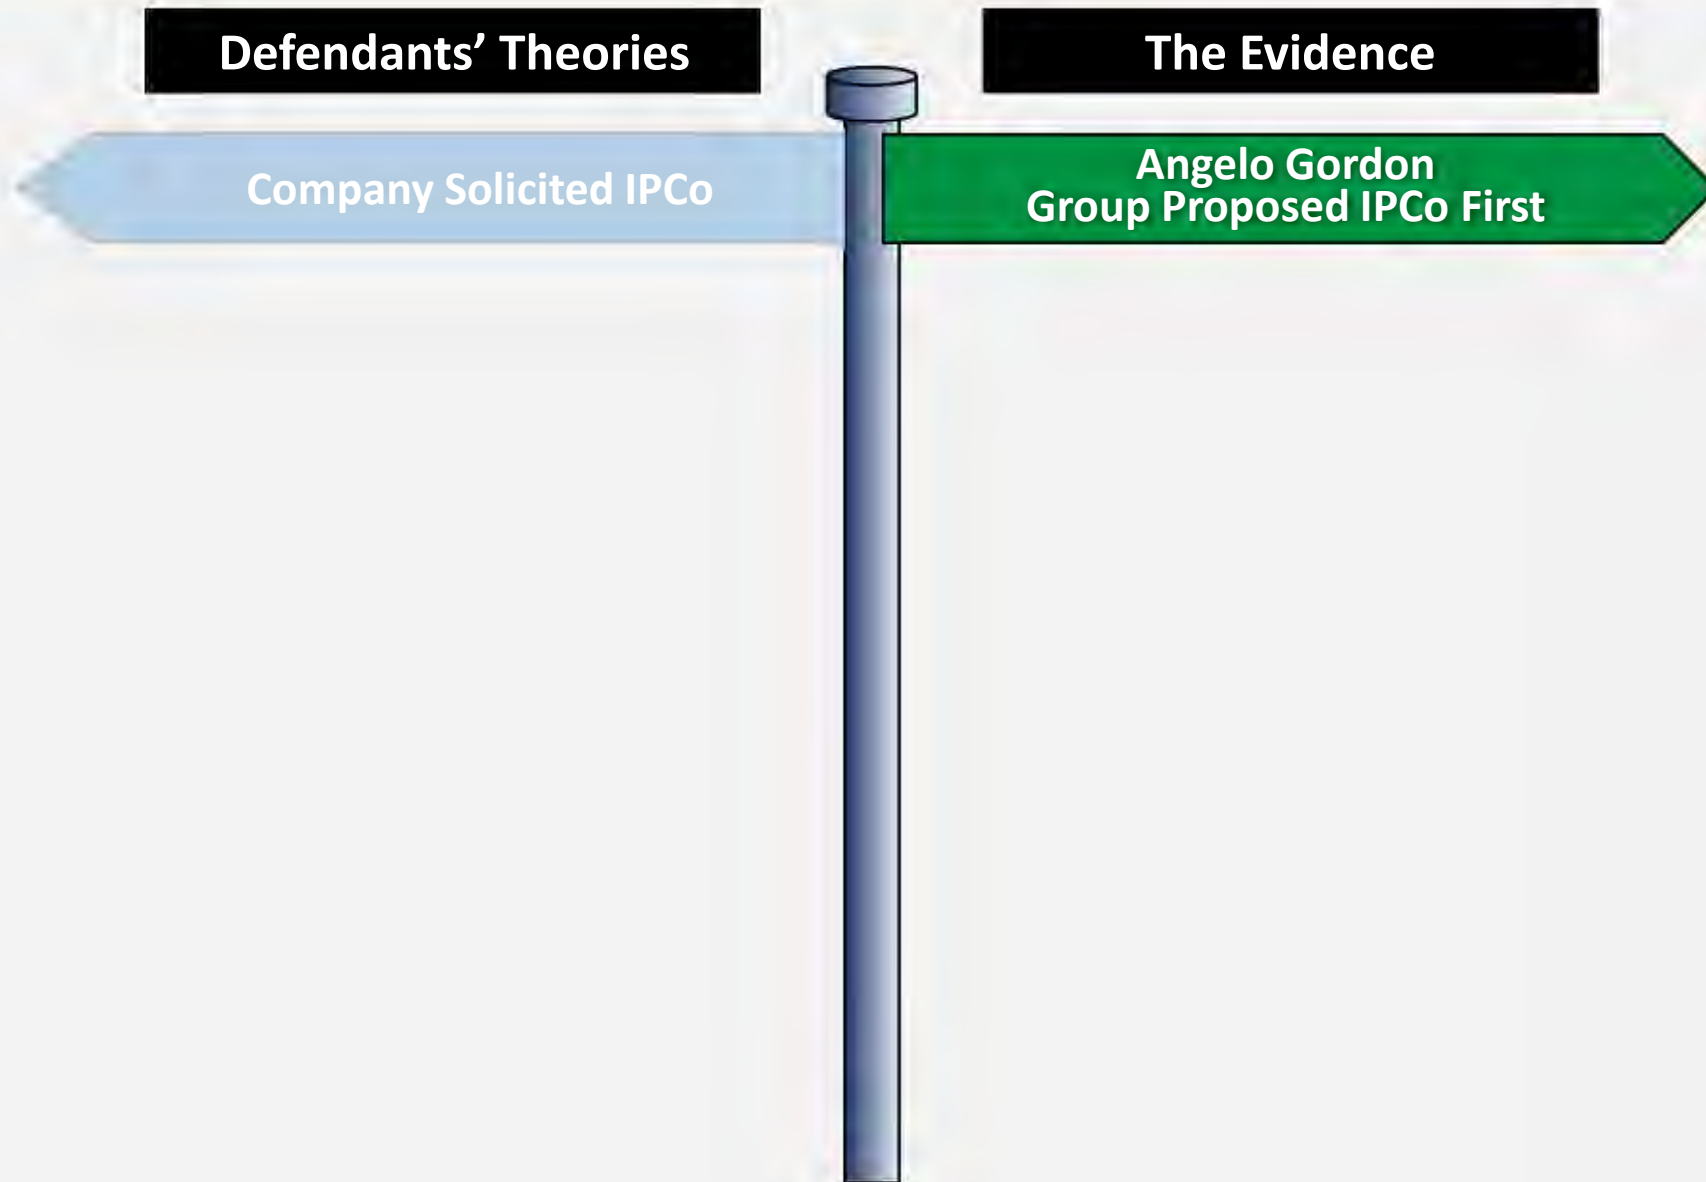 Defendants’ Theories
The Evidence
Company Solicited IPCo
Angelo Gordon
Group Proposed IPCo First